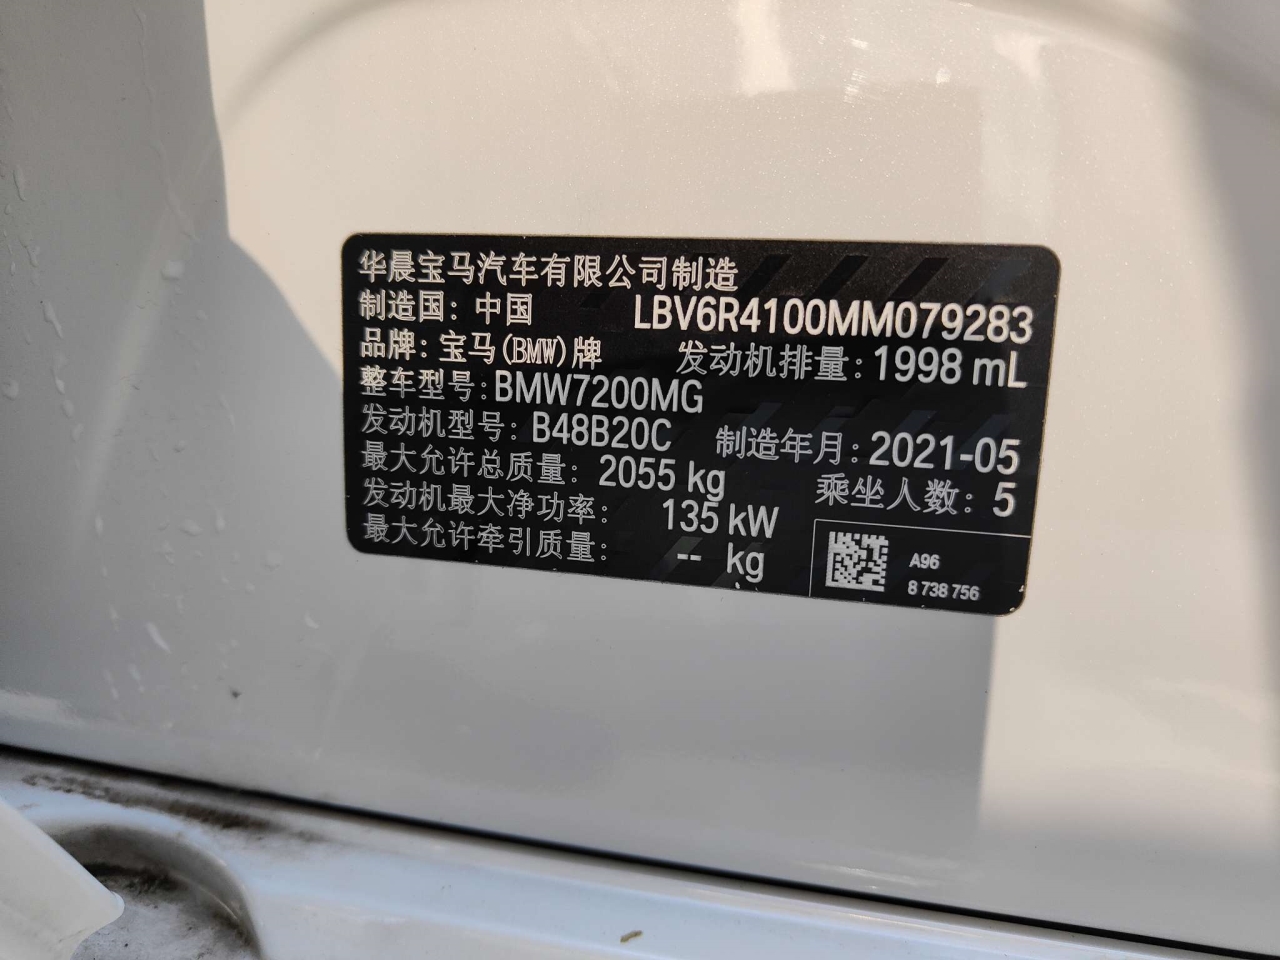 华晨宝马汽车有限公司制造
制造国：中国 LBV6R4100MM079283
品牌：宝马(BMW)牌 发动机排量：1998 mL
整车型号：BMW7200MG
发动机型号：B48B20C 制造年月：2021-05
最大允许总质量：2055 kg 乘坐人数：5
发动机最大净功率：135 kW
最大允许牵引质量：-- kg
A96
8 738 756